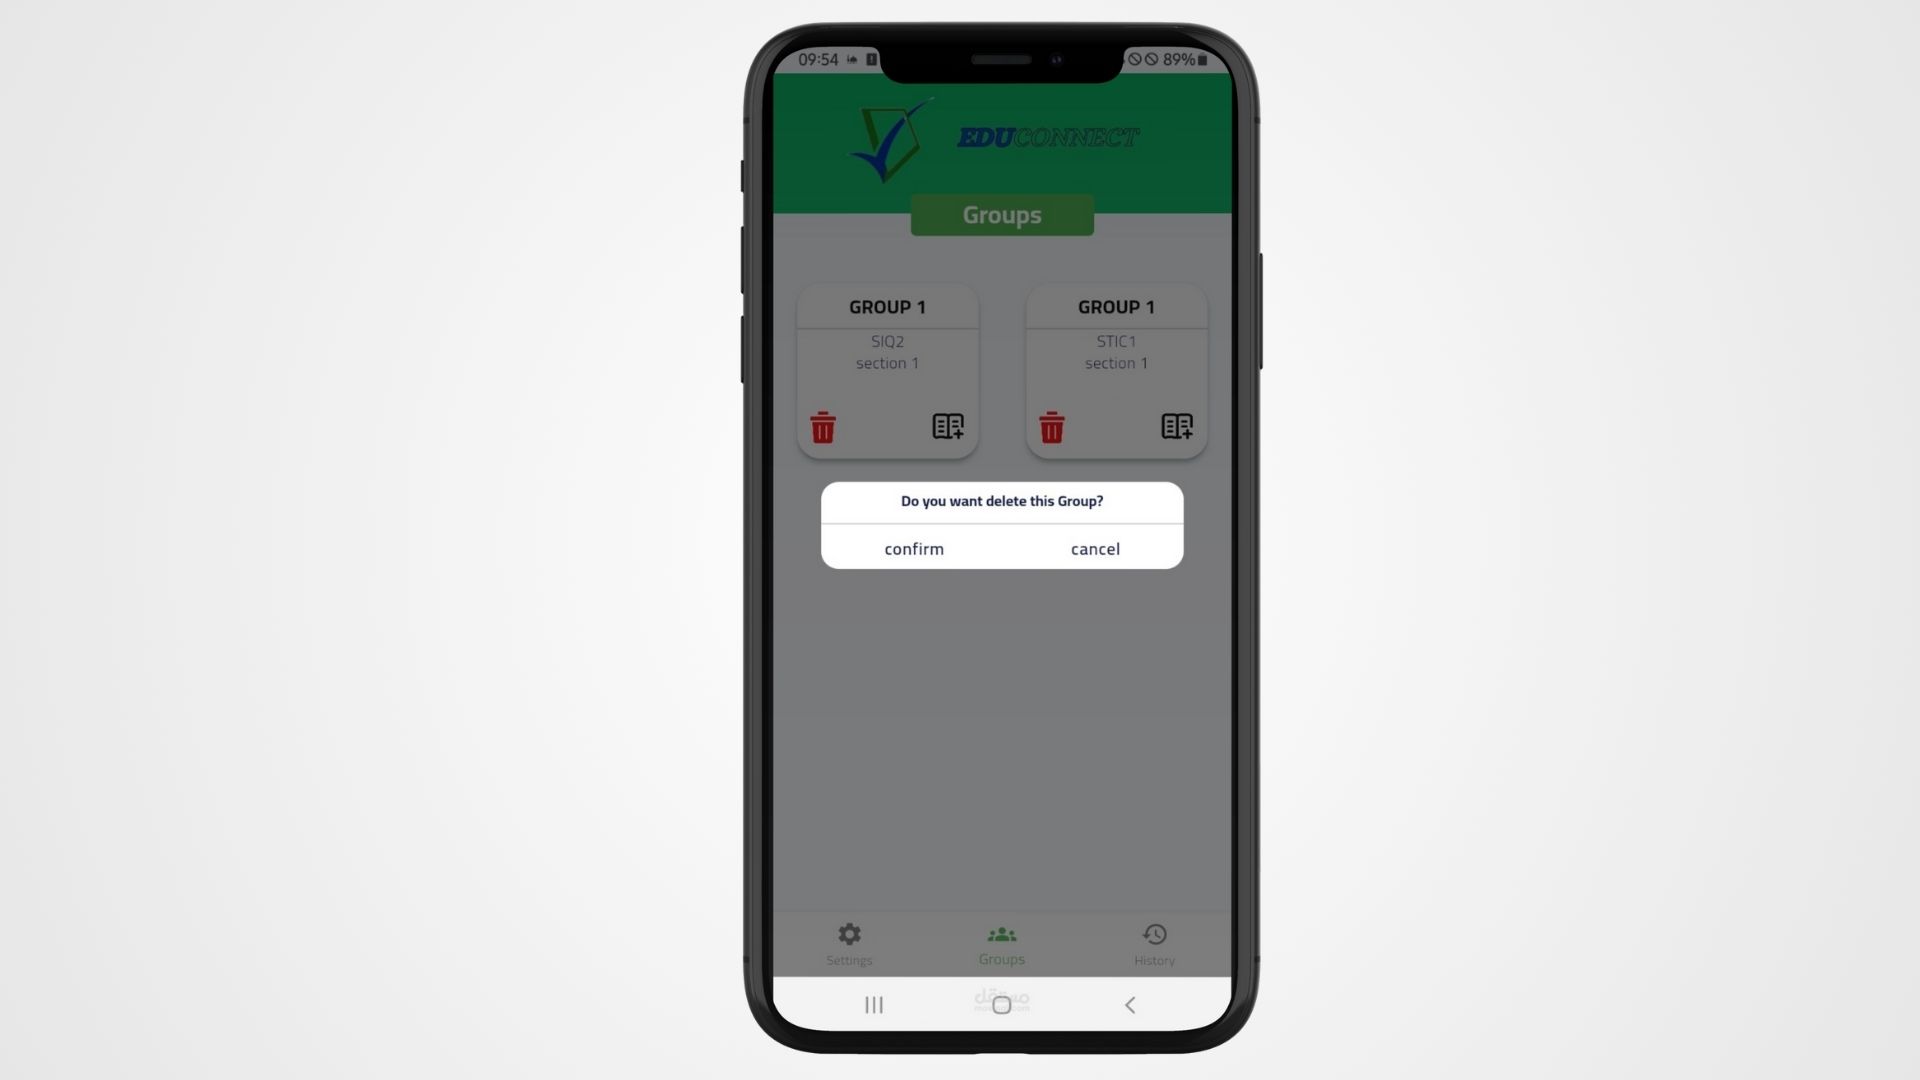 09:54
89%
EDUCONNECT
Groups
GROUP 1
SIQ2
section 1
GROUP 1
STIC1
section 1
Do you want delete this Group?
confirm
cancel
Settings
Groups
History
مستقل